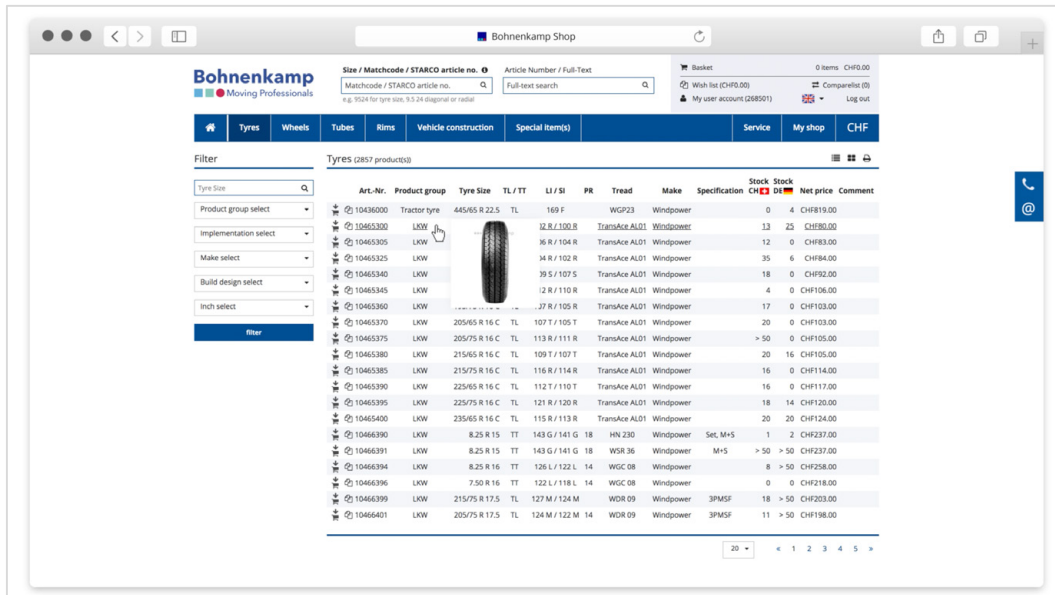 Bohnenkamp Shop
Bohnenkamp
Moving Professionals
Size / Matchcode / STARCO article no.
Matchcode / STARCO article no.
e.g. 9524 for tyre size, 9.5 24 diagonal or radial
Article Number / Full-Text
Full-text search
Basket 0 items CHF0.00
Wish list (CHF0.00) Comparelist (0)
My user account (268501) Log out
Tyres Wheels Tubes Rims Vehicle construction Special item(s) Service My shop CHF
Filter
Tyre Size
Product group select
Implementation select
Make select
Build design select
Inch select
filter
Tyres (2857 product(s))
Art.-Nr. Product group Tyre Size TL / TT LI / SI PR Tread Make Specification Stock CH Stock DE Net price Comment
10436000 Tractor tyre 445/65 R 22.5 TL 169 F WGP23 Windpower 0 4 CHF819.00
10465300 LKW 02 R / 100 R TransAce AL01 Windpower 13 25 CHF80.00
10465305 LKW 06 R / 104 R TransAce AL01 Windpower 12 0 CHF83.00
10465325 LKW 04 R / 102 R TransAce AL01 Windpower 35 6 CHF84.00
10465340 LKW 09 S / 107 S TransAce AL01 Windpower 18 0 CHF92.00
10465345 LKW 12 R / 110 R TransAce AL01 Windpower 4 0 CHF106.00
10465360 LKW 07 R / 105 R TransAce AL01 Windpower 17 0 CHF103.00
10465370 LKW 205/65 R 16 C TL 107 T / 105 T TransAce AL01 Windpower 20 0 CHF103.00
10465375 LKW 205/75 R 16 C TL 113 R / 111 R TransAce AL01 Windpower > 50 0 CHF105.00
10465380 LKW 215/65 R 16 C TL 109 T / 107 T TransAce AL01 Windpower 20 16 CHF105.00
10465385 LKW 215/75 R 16 C TL 116 R / 114 R TransAce AL01 Windpower 16 0 CHF114.00
10465390 LKW 225/65 R 16 C TL 112 T / 110 T TransAce AL01 Windpower 16 0 CHF117.00
10465395 LKW 225/75 R 16 C TL 121 R / 120 R TransAce AL01 Windpower 18 14 CHF120.00
10465400 LKW 235/65 R 16 C TL 115 R / 113 R TransAce AL01 Windpower 20 20 CHF124.00
10466390 LKW 8.25 R 15 TT 143 G / 141 G 18 HN 230 Windpower Set, M+S 1 2 CHF237.00
10466391 LKW 8.25 R 15 TT 143 G / 141 G 18 WSR 36 Windpower M+S > 50 > 50 CHF237.00
10466394 LKW 8.25 R 16 TT 126 L / 122 L 14 WGC 08 Windpower 8 > 50 CHF258.00
10466396 LKW 7.50 R 16 TT 122 L / 118 L 14 WGC 08 Windpower 0 0 CHF218.00
10466399 LKW 215/75 R 17.5 TL 127 M / 124 M WDR 09 Windpower 3PMSF 18 > 50 CHF203.00
10466401 LKW 205/75 R 17.5 TL 124 M / 122 M 14 WDR 09 Windpower 3PMSF 11 > 50 CHF198.00
20 « 1 2 3 4 5 »